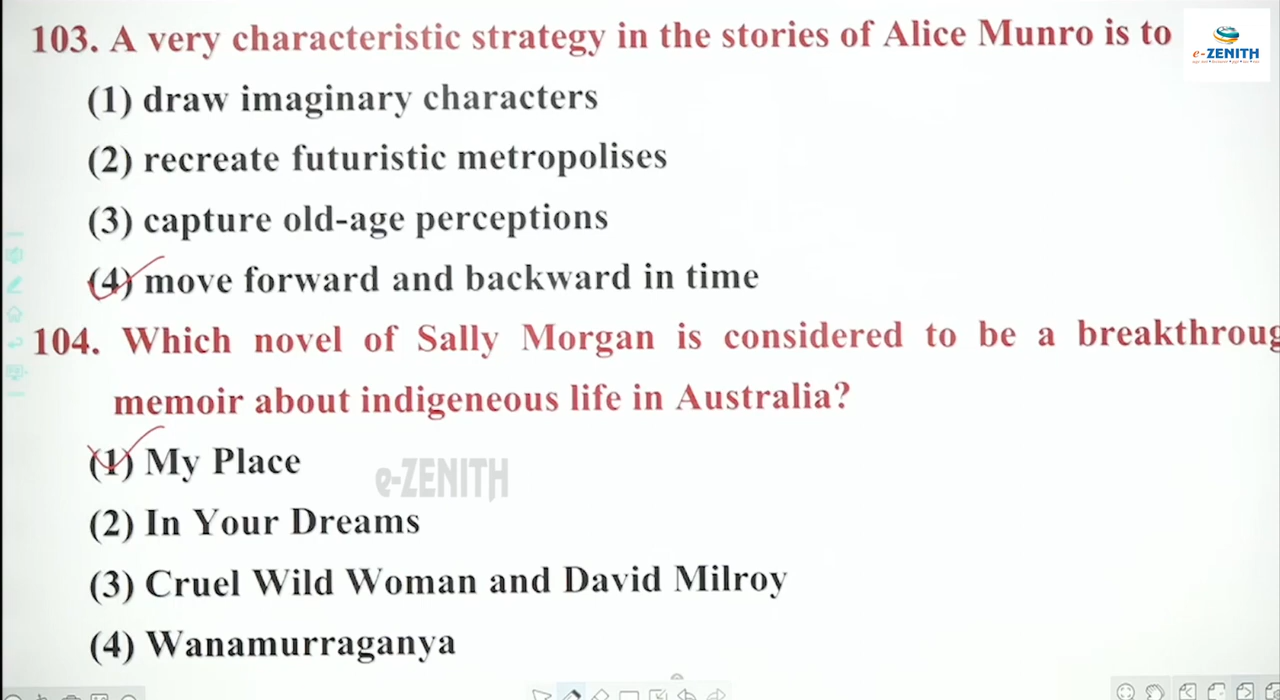 103. A very characteristic strategy in the stories of Alice Munro is to
e-ZENITH
(1) draw imaginary characters
(2) recreate futuristic metropolises
(3) capture old-age perceptions
(4) move forward and backward in time
104. Which novel of Sally Morgan is considered to be a breakthroug
memoir about indigeneous life in Australia?
(1) My Place
e-ZENITH
(2) In Your Dreams
(3) Cruel Wild Woman and David Milroy
(4) Wanamurraganya